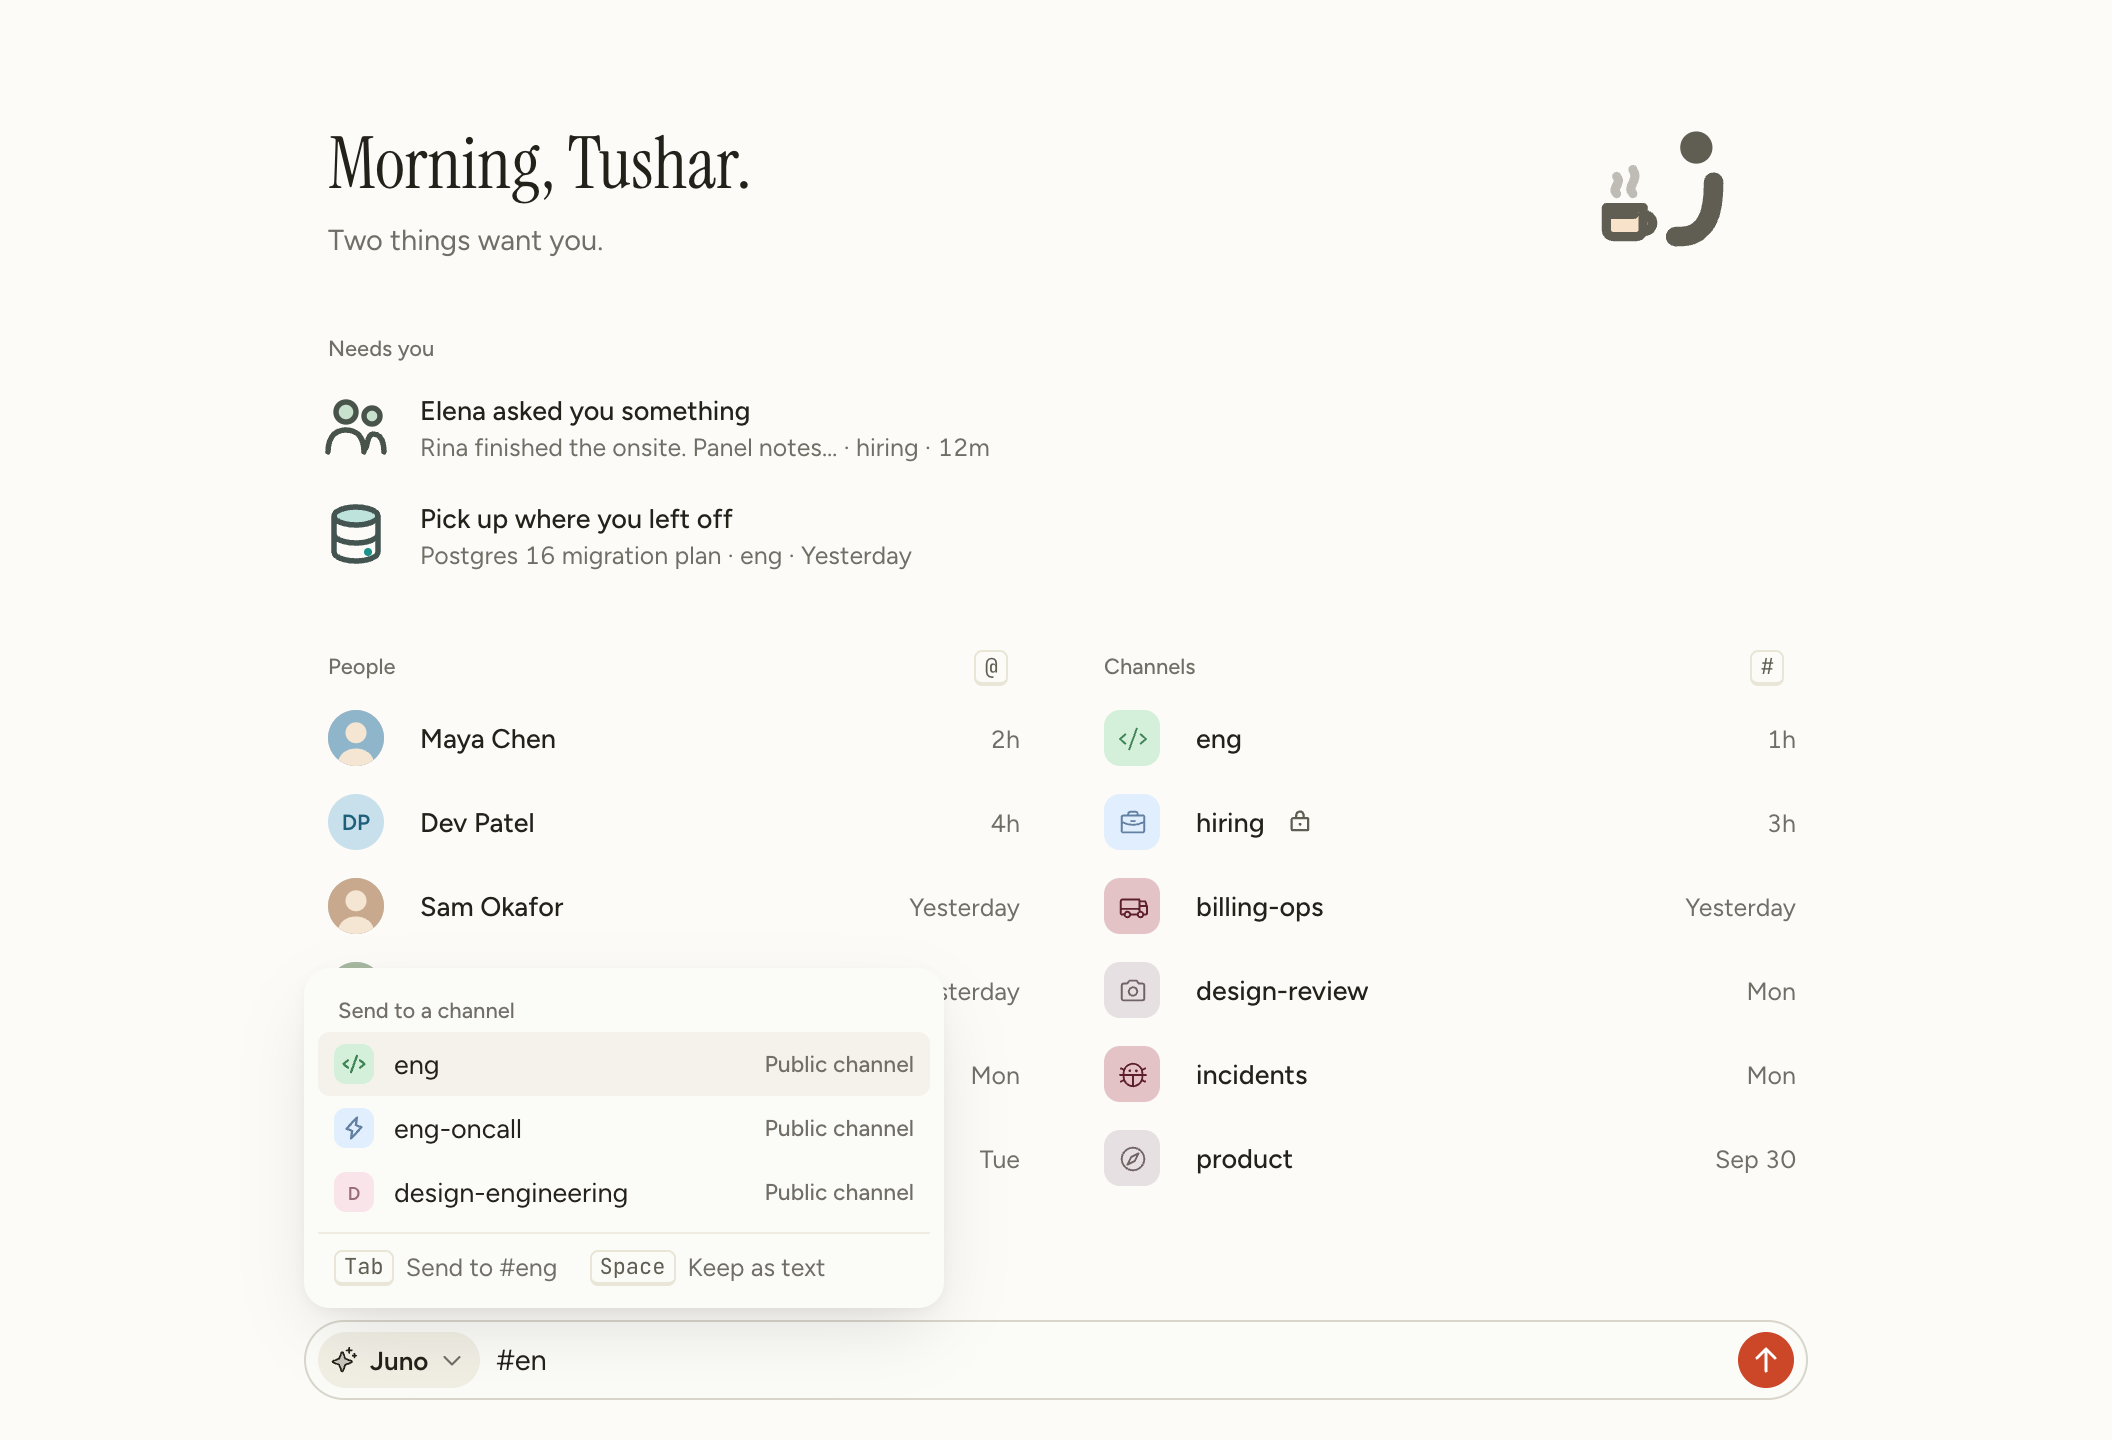 Morning, Tushar.
Two things want you.
Needs you
Elena asked you something
Rina finished the onsite. Panel notes... · hiring · 12m
Pick up where you left off
Postgres 16 migration plan · eng · Yesterday
People @
Maya Chen 2h
DP Dev Patel 4h
Sam Okafor Yesterday
sterday
Mon
Tue
Channels #
eng 1h
hiring 3h
billing-ops Yesterday
design-review Mon
incidents Mon
product Sep 30
Send to a channel
eng Public channel
eng-oncall Public channel
D design-engineering Public channel
Tab Send to #eng Space Keep as text
Juno #en